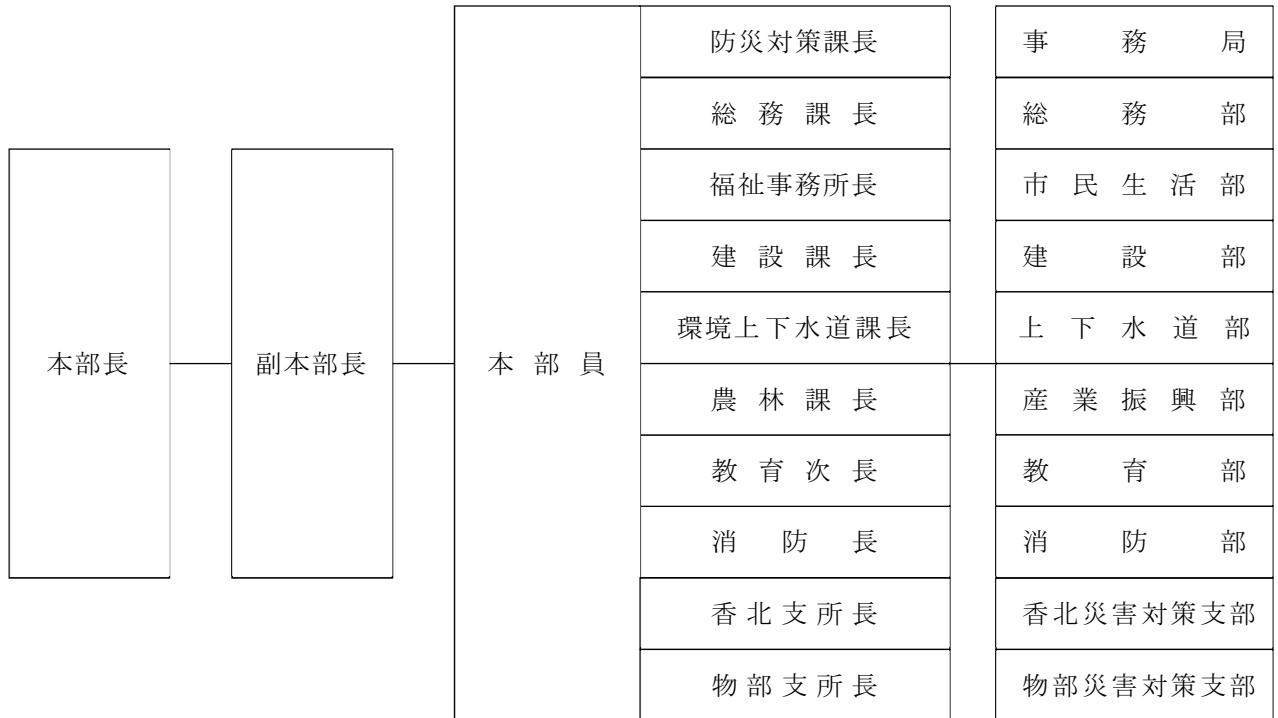 防災対策課長 事務局
総務課長 総務部
福祉事務所長 市民生活部
建設課長 建設部
環境上下水道課長 上下水道部
本部長 副本部長 本部員
農林課長 産業振興部
教育次長 教育部
消防長 消防部
香北支所長 香北災害対策支部
物部支所長 物部災害対策支部